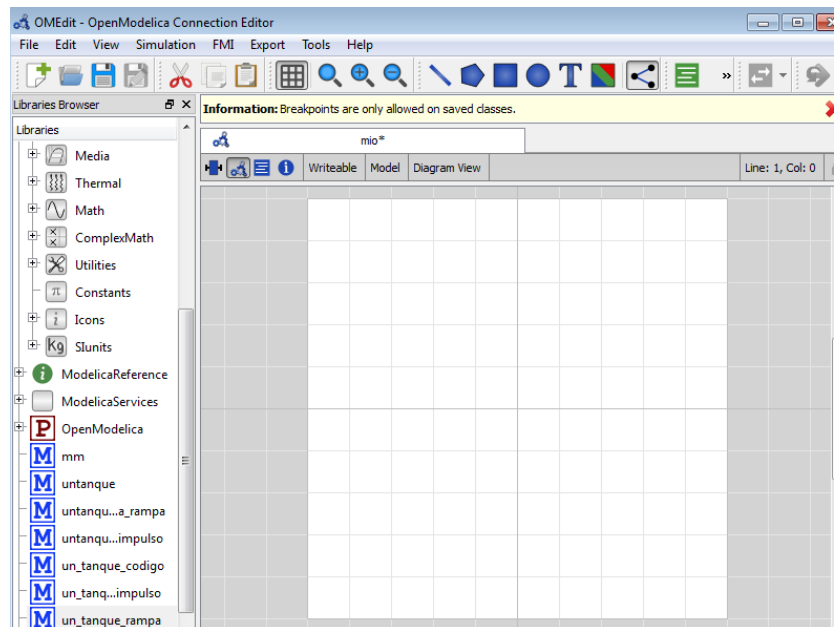 OMEdit - OpenModelica Connection Editor
File Edit View Simulation FMI Export Tools Help
T »
Libraries Browser
Information: Breakpoints are only allowed on saved classes.
Libraries
mio*
Writeable Model Diagram View Line: 1, Col: 0
Media
Thermal
Math
ComplexMath
Utilities
π Constants
i Icons
Kg SIunits
i ModelicaReference
ModelicaServices
P OpenModelica
M mm
M untanque
M untanqu...a_rampa
M untanqu...impulso
M un_tanque_codigo
M un_tanq...impulso
M un_tanque_rampa